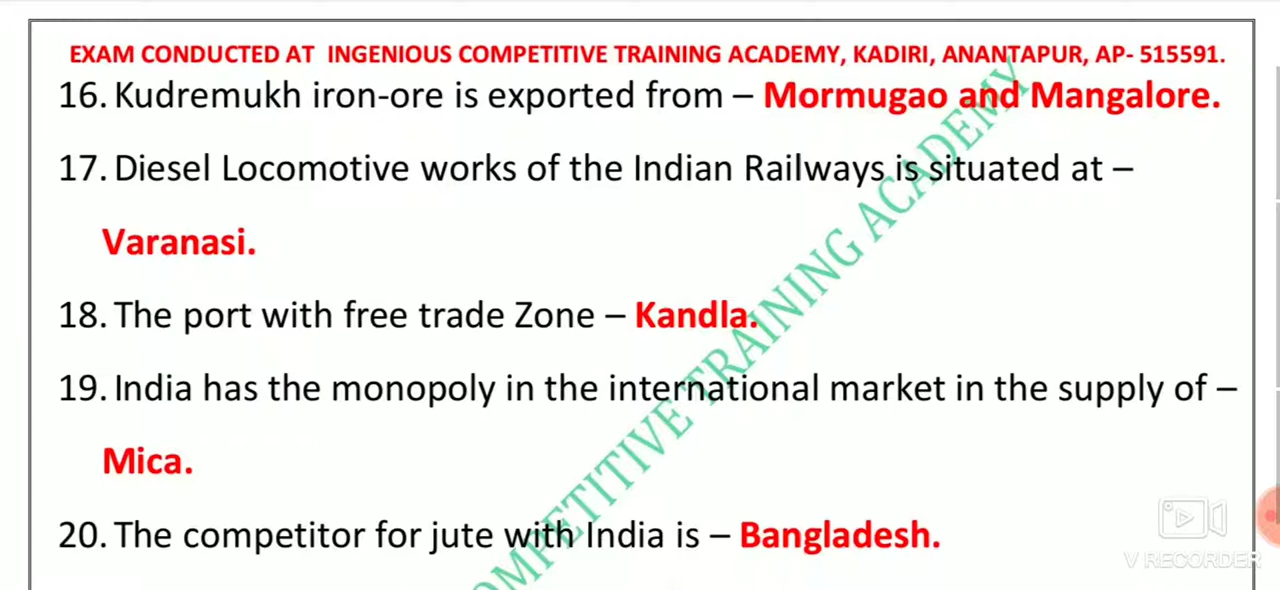 EXAM CONDUCTED AT INGENIOUS COMPETITIVE TRAINING ACADEMY, KADIRI, ANANTAPUR, AP- 515591.
16. Kudremukh iron-ore is exported from – Mormugao and Mangalore.
17. Diesel Locomotive works of the Indian Railways is situated at –
Varanasi.
18. The port with free trade Zone – Kandla.
19. India has the monopoly in the international market in the supply of –
Mica.
20. The competitor for jute with India is – Bangladesh.
COMPETITIVE TRAINING ACADEMY
V RECORDER